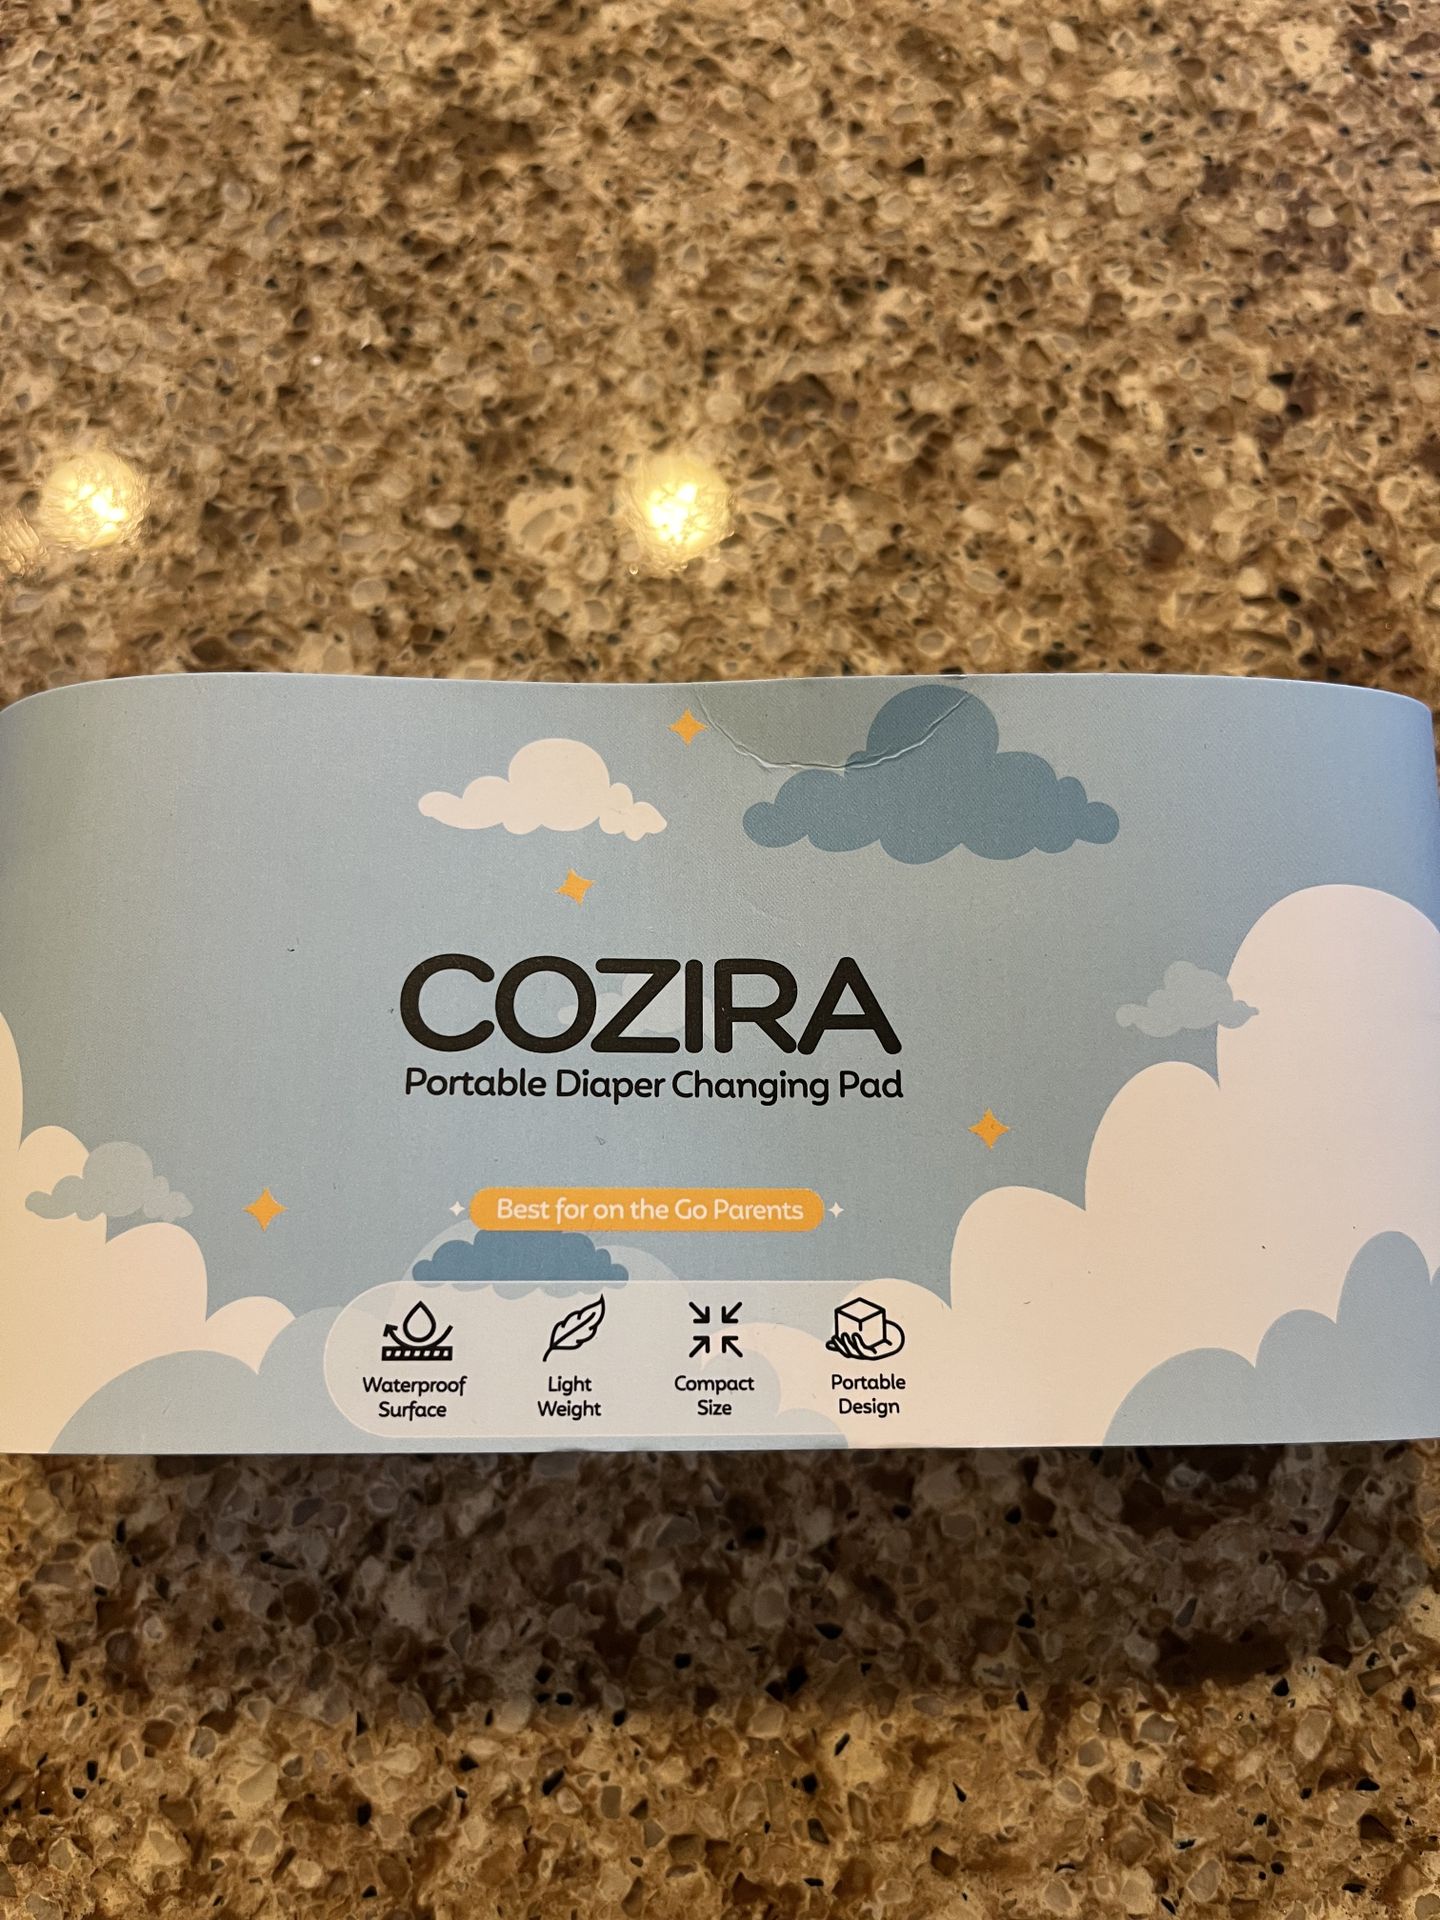 COZIRA
Portable Diaper Changing Pad
Best for on the Go Parents
Waterproof
Surface
Light
Weight
Compact
Size
Portable
Design